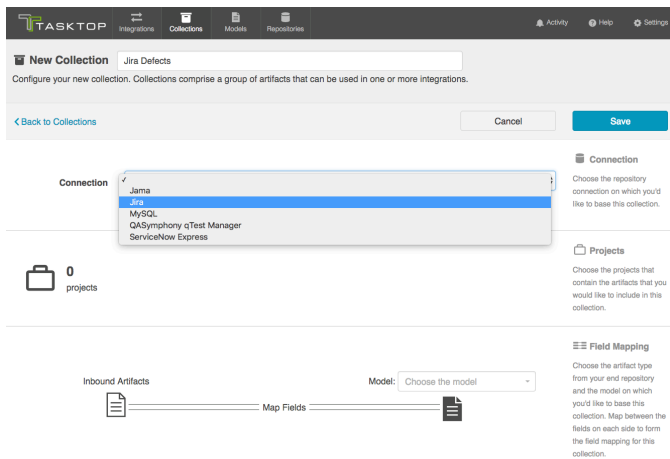 TASKTOP
Integrations
Collections
Models
Repositories
Activity
Help
Settings
New Collection
Jira Defects
Configure your new collection. Collections comprise a group of artifacts that can be used in one or more integrations.
Back to Collections
Cancel
Save
Connection
Jama
Jira
MySQL
QASymphony qTest Manager
ServiceNow Express
Connection
Choose the repository
connection on which you'd
like to base this collection.
0
projects
Projects
Choose the projects that
contain the artifacts that you
would like to include in this
collection.
Inbound Artifacts
Map Fields
Model:
Choose the model
Field Mapping
Choose the artifact type
from your end repository
and the model on which
you'd like to base this
collection. Map between the
fields on each side to form
the field mapping for this
collection.